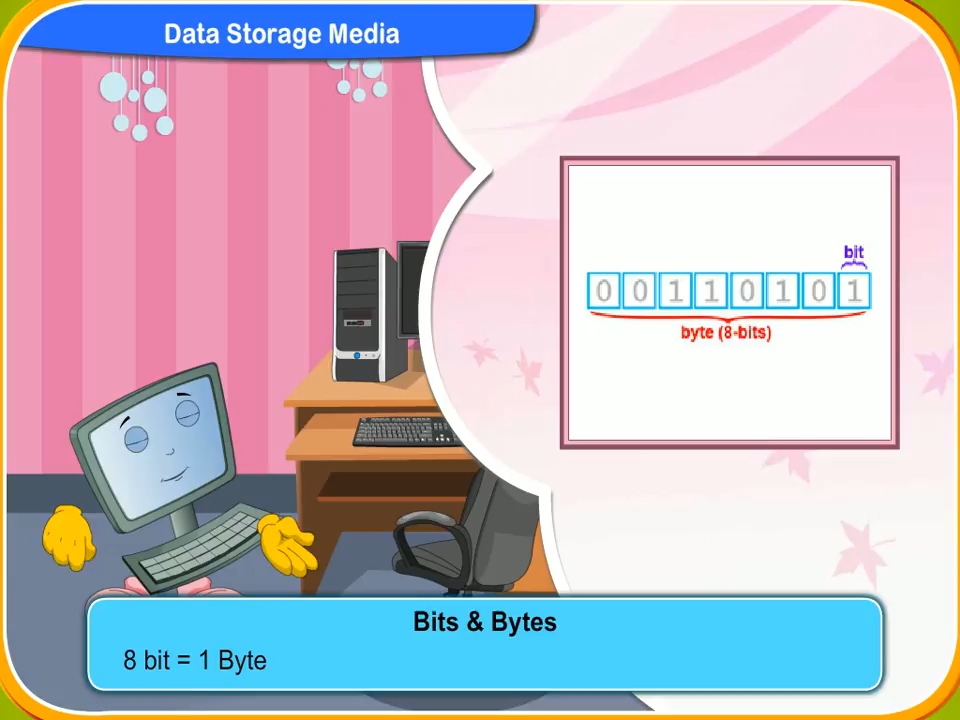 Data Storage Media
bit
0 0 1 1 0 1 0 1
byte (8-bits)
Bits & Bytes
8 bit = 1 Byte